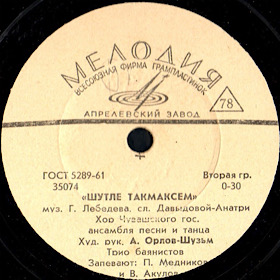 МЕЛОДИЯ
ВСЕСОЮЗНАЯ ФИРМА ГРАМПЛАСТИНОК
АПРЕЛЕВСКИЙ ЗАВОД
78
ГОСТ 5289-61 Вторая гр.
35074 0-30
«ШУТЛЕ ТАКМАКСЕМ»
муз. Г. Лебедева, сл. Давыдовой-Анатри
Хор Чувашского гос.
ансамбля песни и танца
Худ. рук. А. Орлов-Шузьм
Трио баянистов
Запевают: П. Медников
и В. Акулов